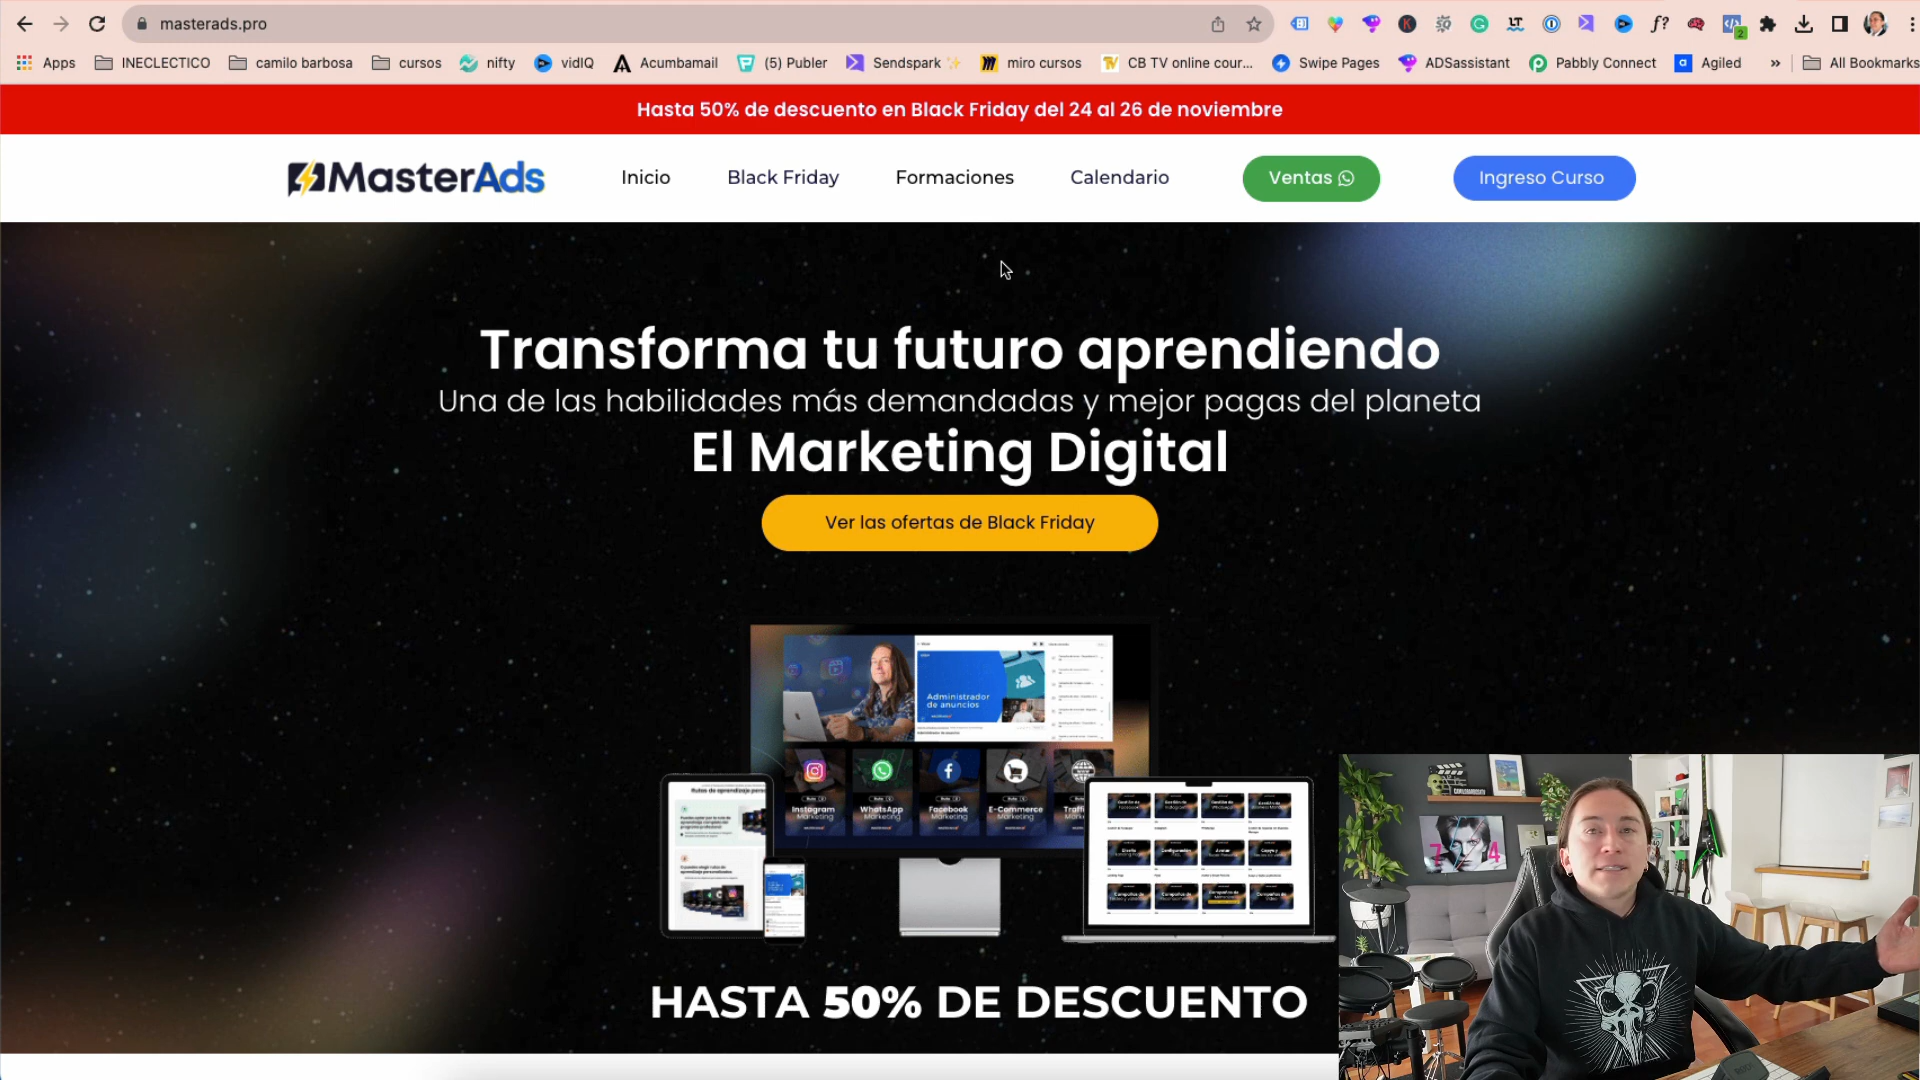 masterads.pro
Apps
INECLECTICO
camilo barbosa
cursos
nifty
vidIQ
Acumbamail
(5) Publer
Sendspark
miro cursos
CB TV online cour...
Swipe Pages
ADSassistant
Pabbly Connect
Agiled
»
All Bookmarks
Hasta 50% de descuento en Black Friday del 24 al 26 de noviembre
MasterAds
Inicio
Black Friday
Formaciones
Calendario
Ventas
Ingreso Curso
Transforma tu futuro aprendiendo
Una de las habilidades más demandadas y mejor pagas del planeta
El Marketing Digital
Ver las ofertas de Black Friday
Administrador
de anuncios
Instagram
Marketing
WhatsApp
Marketing
Facebook
Marketing
E-Commerce
Marketing
HASTA 50% DE DESCUENTO